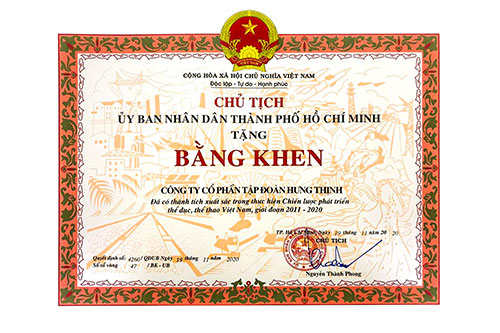 CỘNG HÒA XÃ HỘI CHỦ NGHĨA VIỆT NAM
Độc lập - Tự do - Hạnh phúc
CHỦ TỊCH
ỦY BAN NHÂN DÂN THÀNH PHỐ HỒ CHÍ MINH
TẶNG
BẰNG KHEN
CÔNG TY CỔ PHẦN TẬP ĐOÀN HƯNG THỊNH
Đã có thành tích xuất sắc trong thực hiện Chiến lược phát triển
thể dục, thể thao Việt Nam, giai đoạn 2011 - 2020
TP. Hồ Chí Minh, Ngày 19 tháng 11 năm 2020
CHỦ TỊCH
Quyết định số: 4260 / QĐUB Ngày 19 tháng 11 năm 2020
Số sổ vàng 47 / BK - UB
Nguyễn Thành Phong